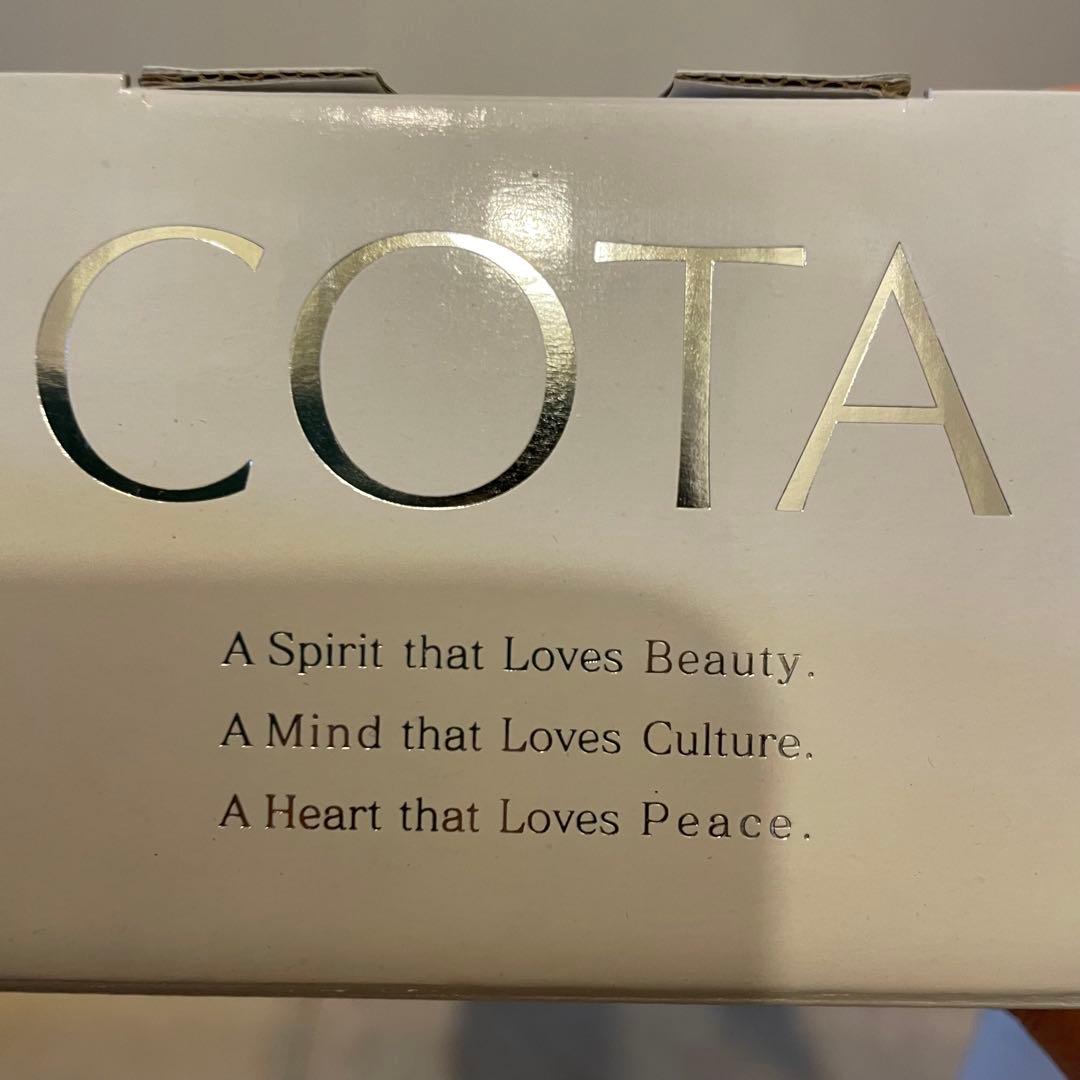 COTA
A Spirit that Loves Beauty.
A Mind that Loves Culture.
A Heart that Loves Peace.